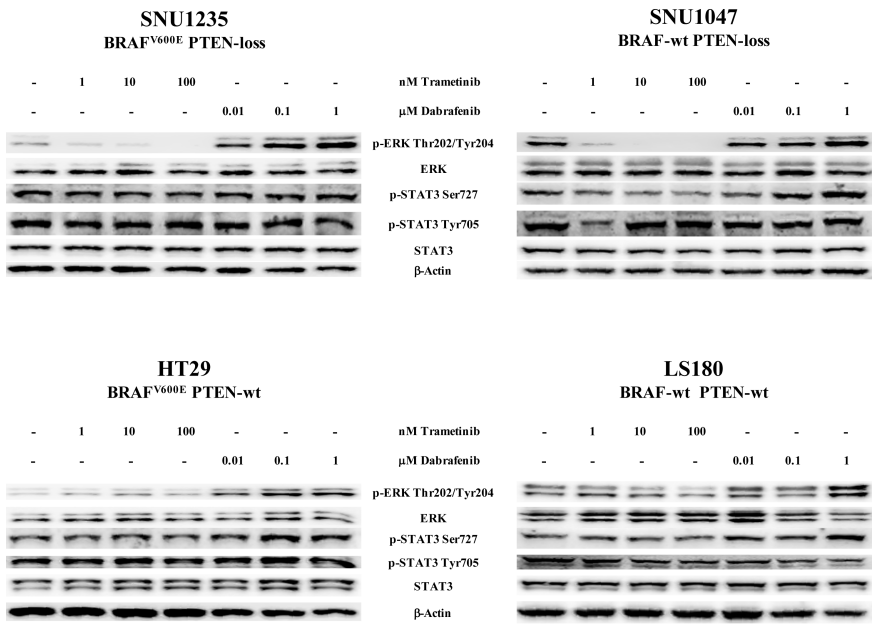 SNU1235
BRAFV600E PTEN-loss
SNU1047
BRAF-wt PTEN-loss
- 1 10 100 - - - nM Trametinib - 1 10 100 - - -
- - - - 0.01 0.1 1 μM Dabrafenib - - - - 0.01 0.1 1
p-ERK Thr202/Tyr204
ERK
p-STAT3 Ser727
p-STAT3 Tyr705
STAT3
β-Actin
HT29
BRAFV600E PTEN-wt
LS180
BRAF-wt PTEN-wt
- 1 10 100 - - - nM Trametinib - 1 10 100 - - -
- - - - 0.01 0.1 1 μM Dabrafenib - - - - 0.01 0.1 1
p-ERK Thr202/Tyr204
ERK
p-STAT3 Ser727
p-STAT3 Tyr705
STAT3
β-Actin